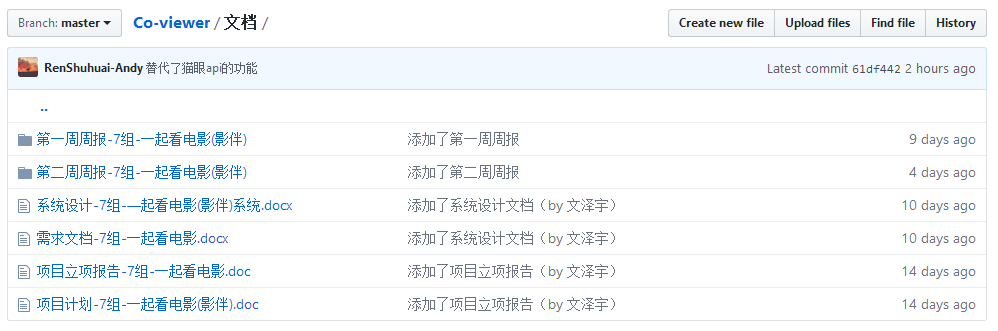 Branch: master Co-viewer / 文档 / Create new file Upload files Find file History
RenShuhuai-Andy 替代了猫眼api的功能 Latest commit 61df442 2 hours ago
..
第一周周报-7组-一起看电影(影伴) 添加了第一周周报 9 days ago
第二周周报-7组-一起看电影(影伴) 添加了第二周周报 4 days ago
系统设计-7组-一起看电影(影伴)系统.docx 添加了系统设计文档（by 文泽宇） 10 days ago
需求文档-7组-一起看电影.docx 添加了系统设计文档（by 文泽宇） 10 days ago
项目立项报告-7组-一起看电影.doc 添加了项目立项报告（by 文泽宇） 14 days ago
项目计划-7组-一起看电影(影伴).doc 添加了项目立项报告（by 文泽宇） 14 days ago